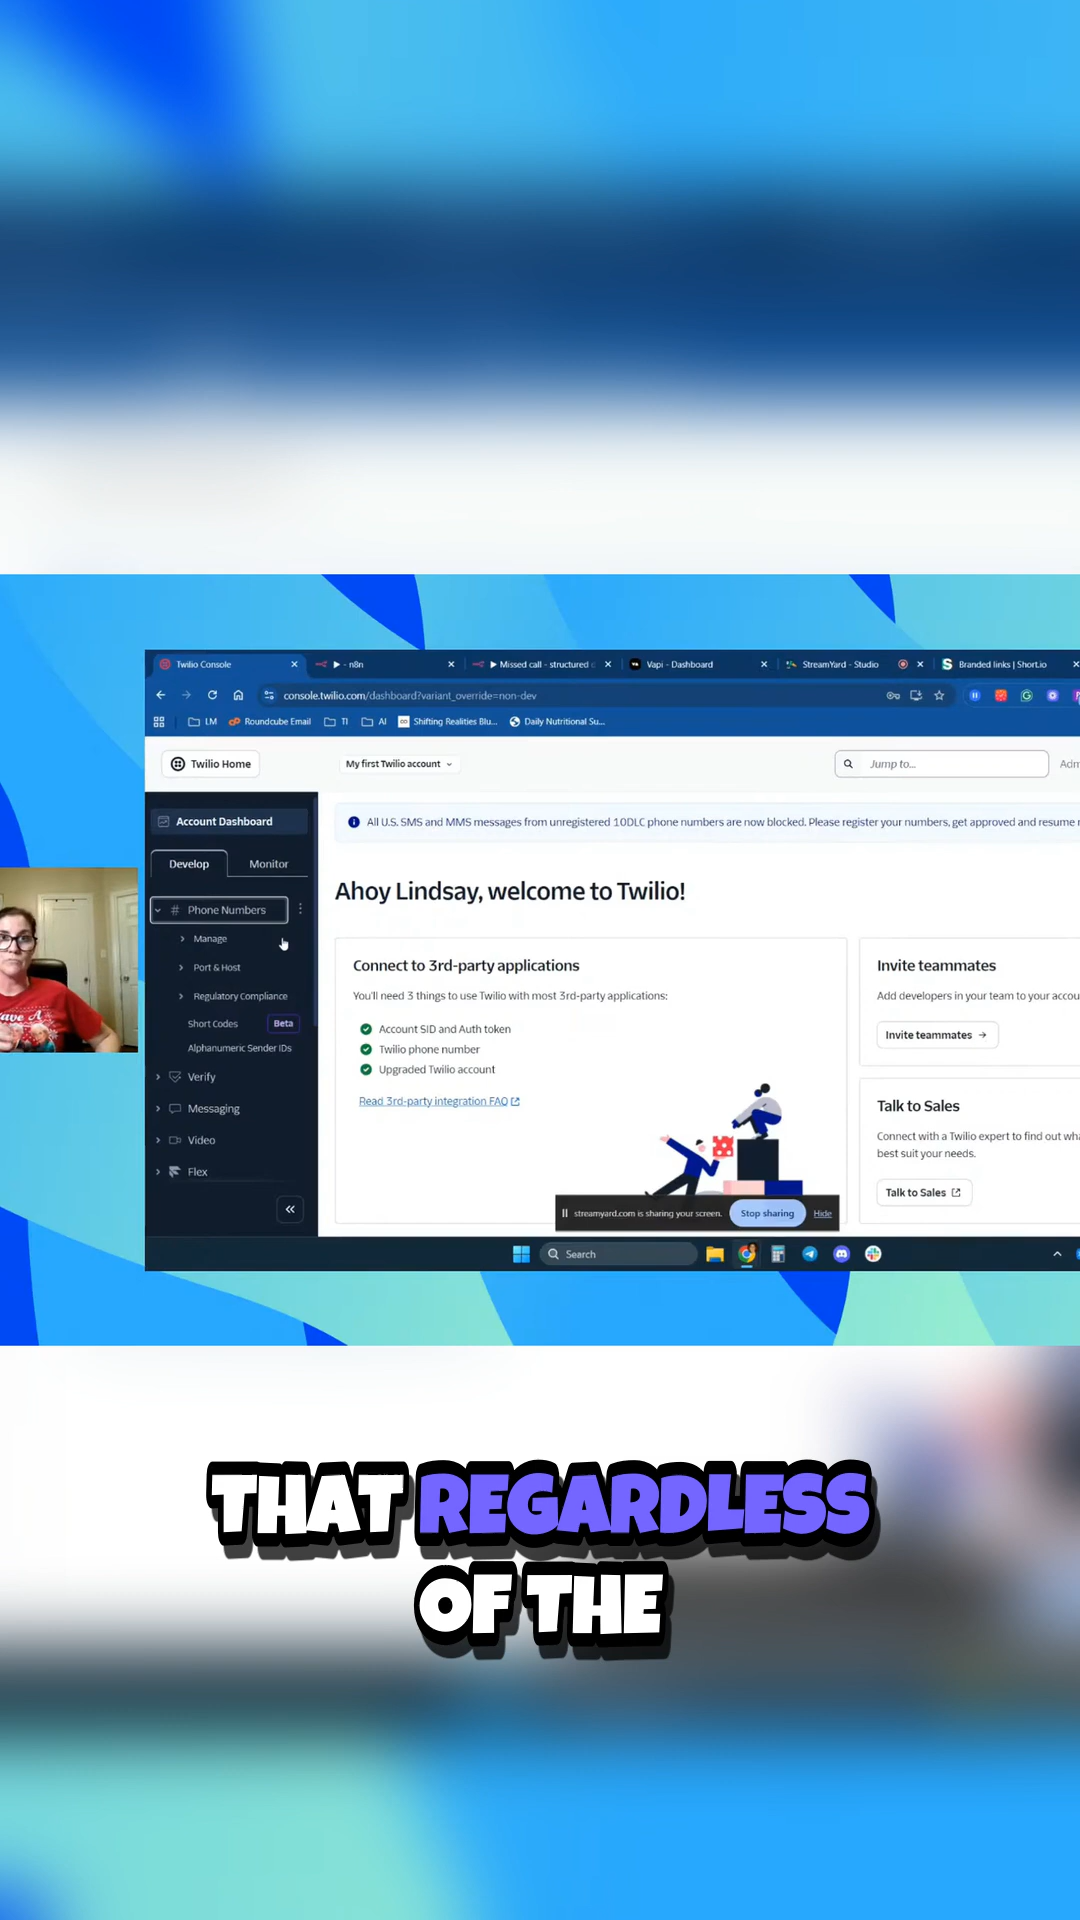 Twilio Console
- n8n
Missed call - structured
Vapi - Dashboard
StreamYard - Studio
Branded links | Short.io
console.twilio.com/dashboard?variant_override=non-dev
LM
Roundcube Email
TI
AI
Shifting Realities Blu...
Daily Nutritional Su...
Twilio Home
My first Twilio account
Jump to...
Account Dashboard
All U.S. SMS and MMS messages from unregistered 10DLC phone numbers are now blocked. Please register your numbers, get approved and resume
Develop
Monitor
Ahoy Lindsay, welcome to Twilio!
# Phone Numbers
Manage
Port & Host
Regulatory Compliance
Short Codes
Beta
Alphanumeric Sender IDs
Verify
Messaging
Video
Flex
Connect to 3rd-party applications
You'll need 3 things to use Twilio with most 3rd-party applications:
Account SID and Auth token
Twilio phone number
Upgraded Twilio account
Read 3rd-party integration FAQ
Invite teammates
Add developers in your team to your
Invite teammates →
Talk to Sales
Connect with a Twilio expert to find out
best suit your needs.
Talk to Sales
streamyard.com is sharing your screen.
Stop sharing
Hide
Search
THAT REGARDLESS
OF THE